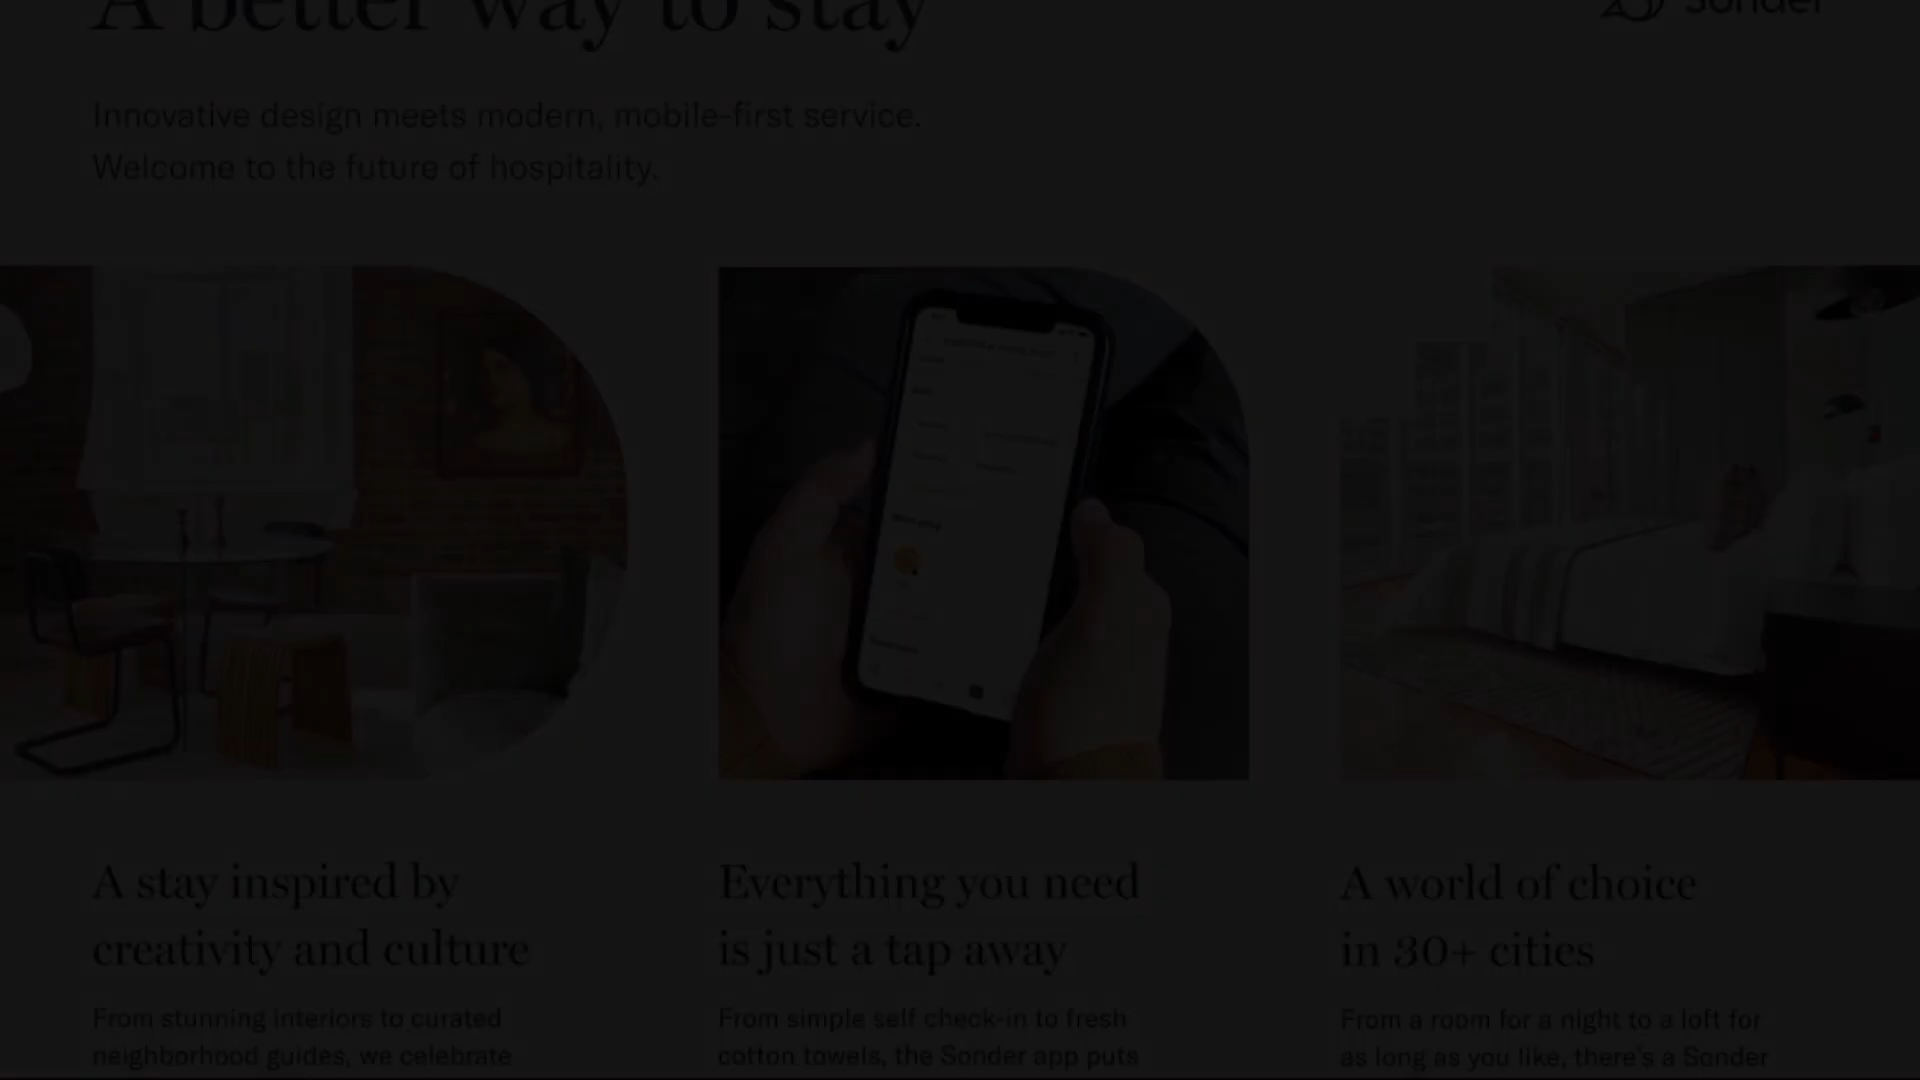 A better way to stay
Sonder
Innovative design meets modern, mobile-first service.
Welcome to the future of hospitality.
A stay inspired by
creativity and culture
From stunning interiors to curated
neighborhood guides, we celebrate
Everything you need
is just a tap away
From simple self check-in to fresh
cotton towels, the Sonder app puts
A world of choice
in 30+ cities
From a room for a night to a loft for
as long as you like, there's a Sonder